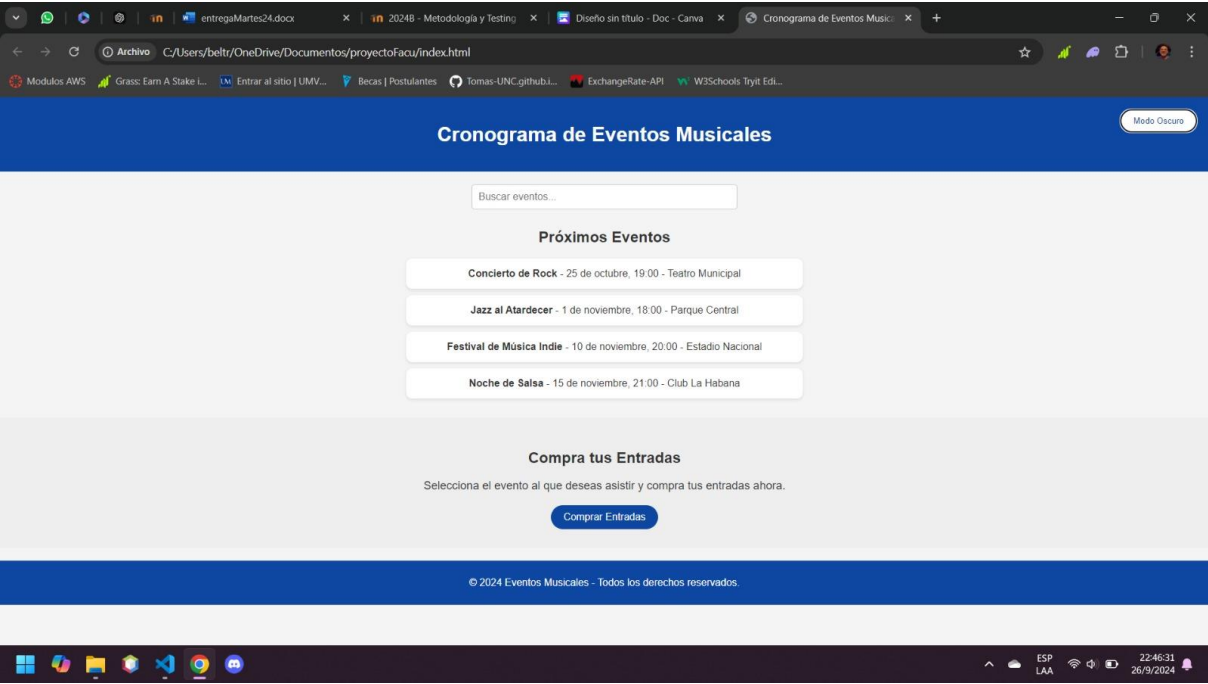 entregaMartes24.docx
2024B - Metodología y Testing
Diseño sin título - Doc - Canva
Cronograma de Eventos Music
Archivo C:/Users/beltr/OneDrive/Documentos/proyectoFacu/index.html
Modulos AWS Grass: Earn A Stake i... Entrar al sitio | UMV... Becas | Postulantes Tomas-UNC.github.i... ExchangeRate-API W3Schools Tryit Edi...
Cronograma de Eventos Musicales
Modo Oscuro
Buscar eventos...
Próximos Eventos
Concierto de Rock - 25 de octubre, 19:00 - Teatro Municipal
Jazz al Atardecer - 1 de noviembre, 18:00 - Parque Central
Festival de Música Indie - 10 de noviembre, 20:00 - Estadio Nacional
Noche de Salsa - 15 de noviembre, 21:00 - Club La Habana
Compra tus Entradas
Selecciona el evento al que deseas asistir y compra tus entradas ahora.
Comprar Entradas
© 2024 Eventos Musicales - Todos los derechos reservados.
ESP
LAA
22:46:31
26/9/2024